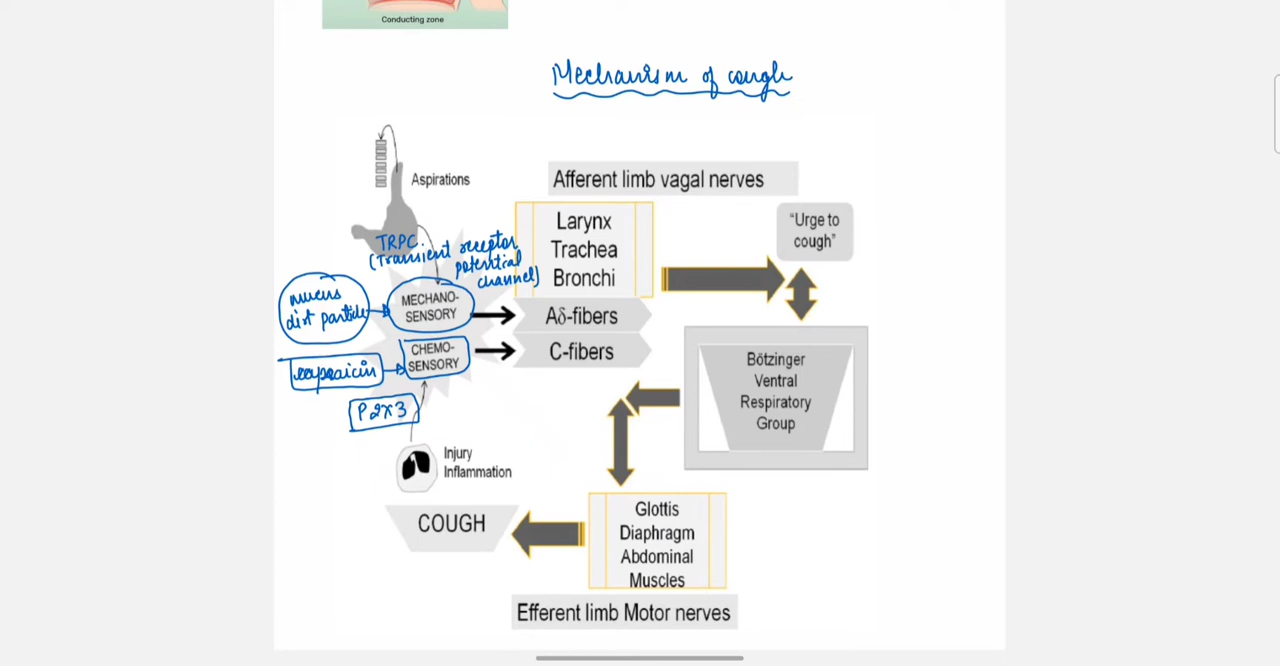 Conducting zone
Mechanism of cough
Aspirations
Afferent limb vagal nerves
Larynx
Trachea
Bronchi
"Urge to
cough"
TRPC.
(Transient receptor
potential
channel)
mucus
dist particle
MECHANO-
SENSORY
Aδ-fibers
CHEMO-
SENSORY
C-fibers
capsaicin
P2X3
Bötzinger
Ventral
Respiratory
Group
Injury
Inflammation
COUGH
Glottis
Diaphragm
Abdominal
Muscles
Efferent limb Motor nerves